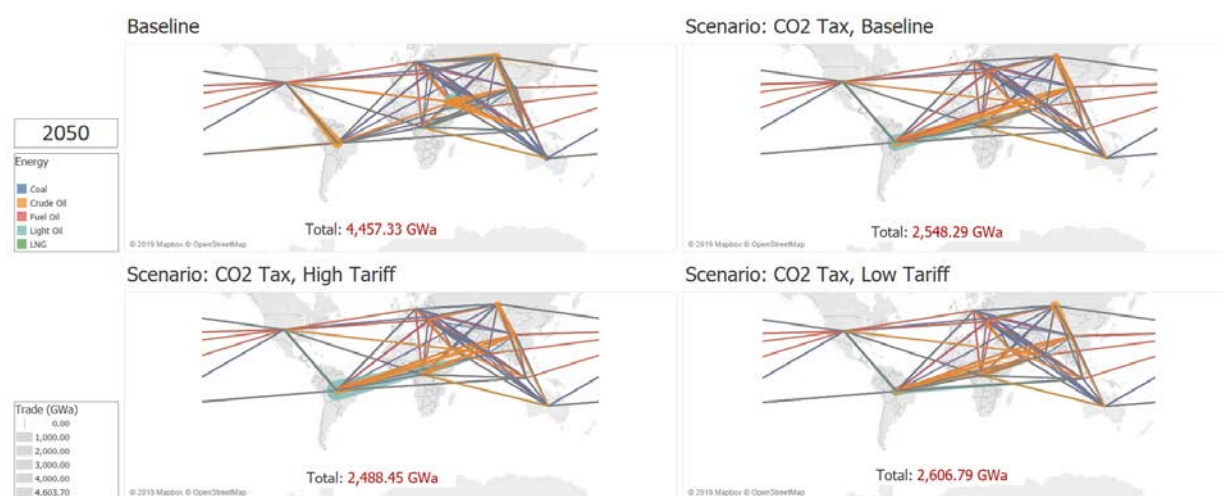 Baseline
Scenario: CO2 Tax, Baseline
2050
Energy
Coal
Crude Oil
Fuel Oil
Light Oil
LNG
Total: 4,457.33 GWa
Total: 2,548.29 GWa
© 2019 Mapbox © OpenStreetMap
© 2019 Mapbox © OpenStreetMap
Scenario: CO2 Tax, High Tariff
Scenario: CO2 Tax, Low Tariff
Trade (GWa)
0.00
1,000.00
2,000.00
3,000.00
4,000.00
4,603.70
Total: 2,488.45 GWa
Total: 2,606.79 GWa
© 2019 Mapbox © OpenStreetMap
© 2019 Mapbox © OpenStreetMap